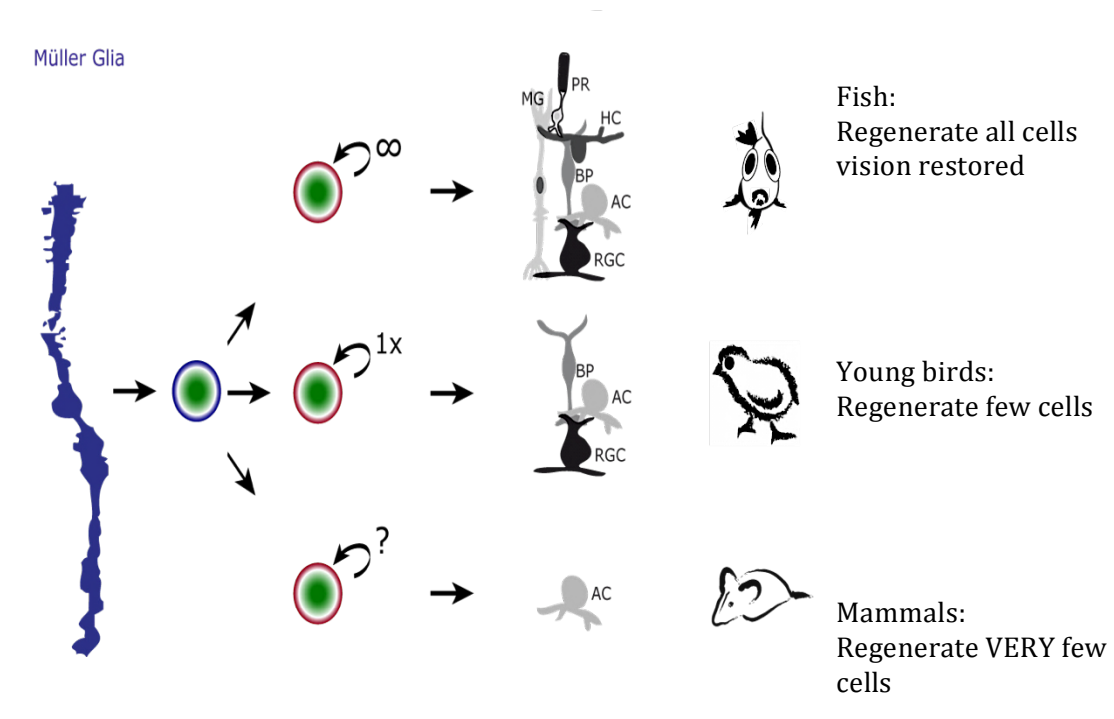 Müller Glia
∞
MG
PR
HC
BP
AC
RGC
Fish:
Regenerate all cells
vision restored
1x
BP
AC
RGC
Young birds:
Regenerate few cells
?
AC
Mammals:
Regenerate VERY few
cells